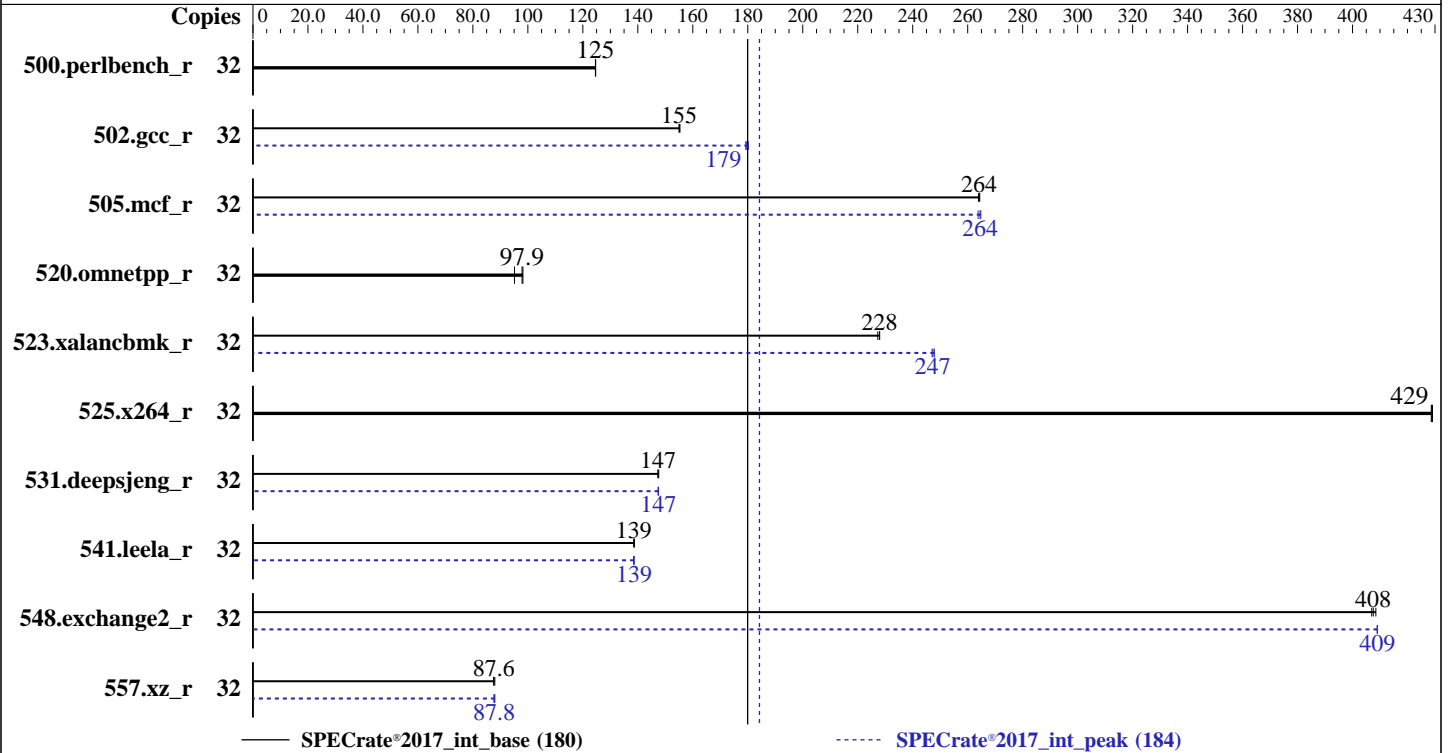 Copies 0 20.0 40.0 60.0 80.0 100 120 140 160 180 200 220 240 260 280 300 320 340 360 380 400 430
125
500.perlbench_r 32
155
502.gcc_r 32
179
264
505.mcf_r 32
264
97.9
520.omnetpp_r 32
228
523.xalancbmk_r 32
247
429
525.x264_r 32
147
531.deepsjeng_r 32
147
139
541.leela_r 32
139
408
548.exchange2_r 32
409
87.6
557.xz_r 32
87.8
SPECrate®2017_int_base (180) SPECrate®2017_int_peak (184)